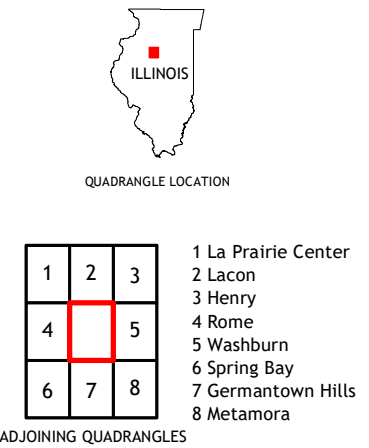 ILLINOIS
QUADRANGLE LOCATION
1 2 3
4 5
6 7 8
1 La Prairie Center
2 Lacon
3 Henry
4 Rome
5 Washburn
6 Spring Bay
7 Germantown Hills
8 Metamora
ADJOINING QUADRANGLES